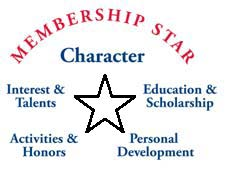 MEMBERSHIP STAR
Character
Interest &
Talents
Education &
Scholarship
Activities &
Honors
Personal
Development